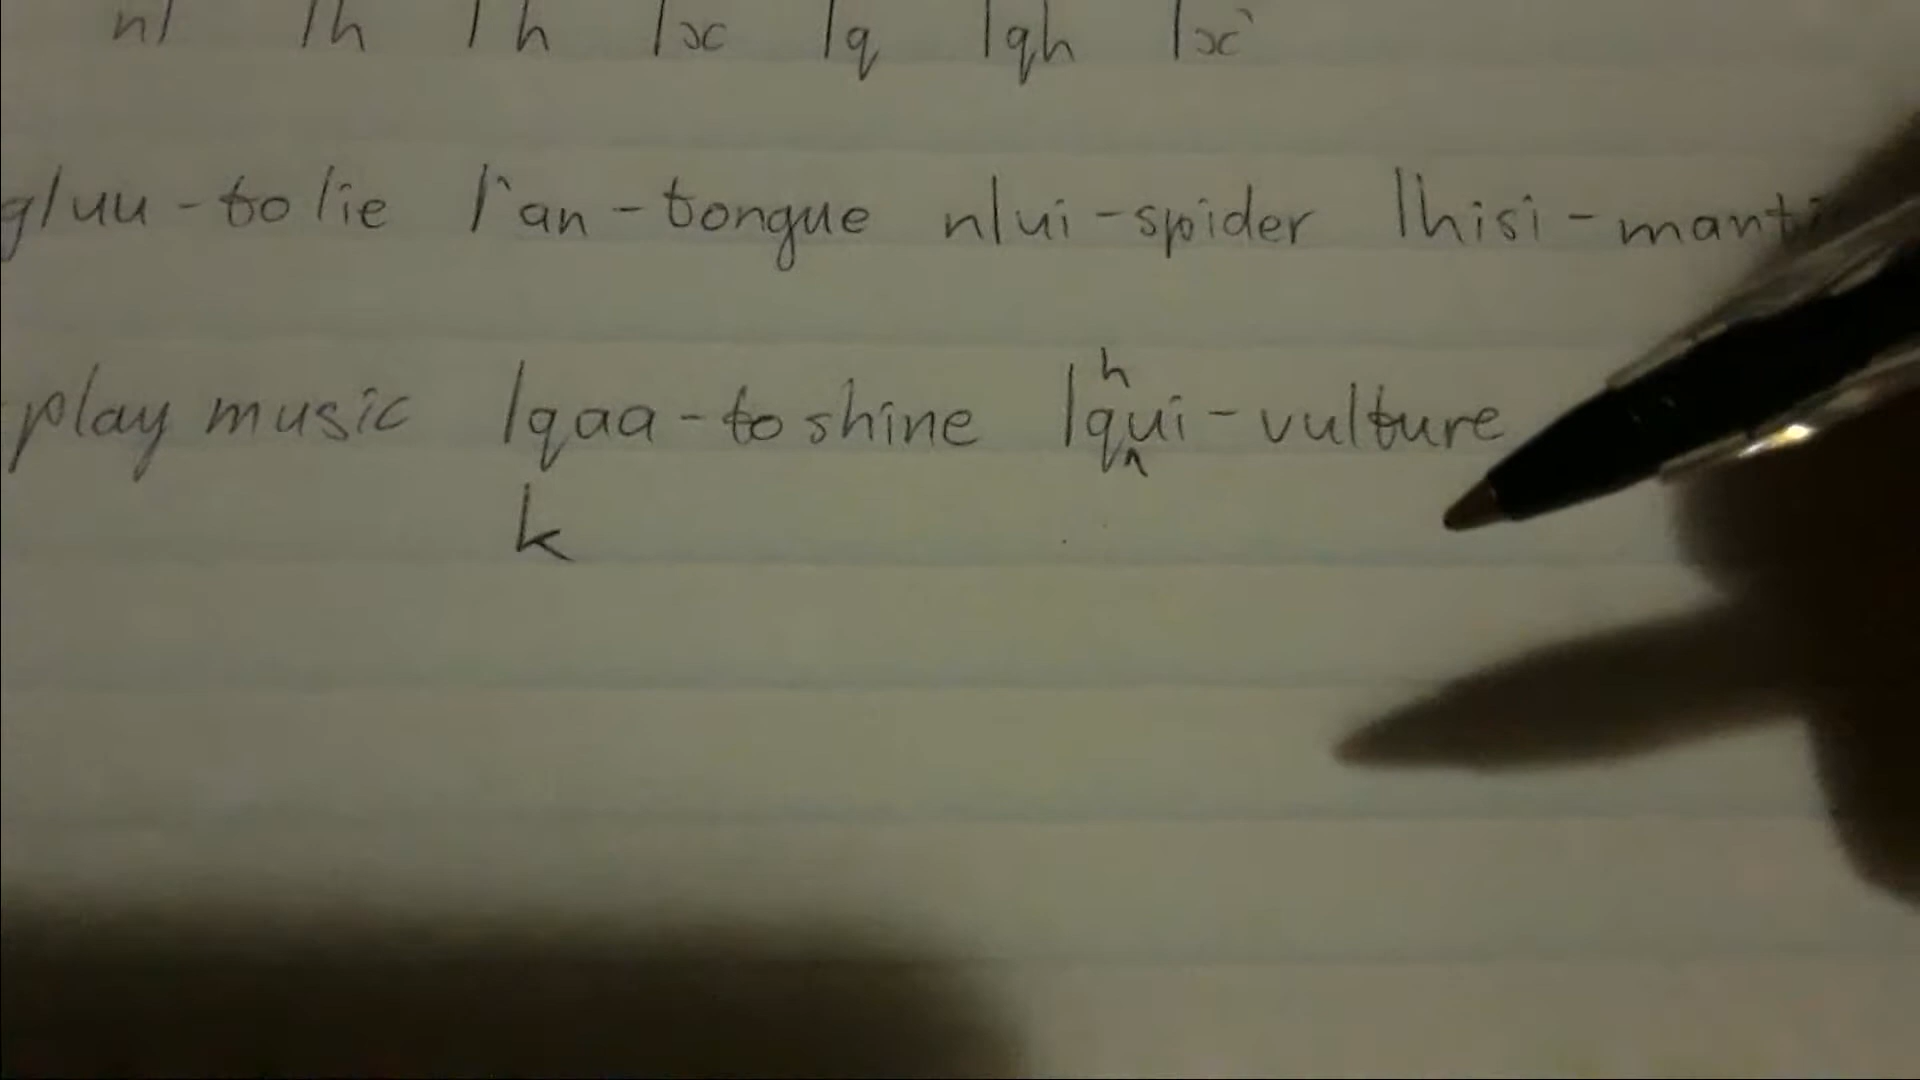 nǀ ǀh ǀh ǀx ǀq ǀqh ǀx'
gǀuu - to lie ǀ'an - tongue nǀui - spider ǀhisi - manti
play music ǀqaa - to shine ǀqhui - vulture
k